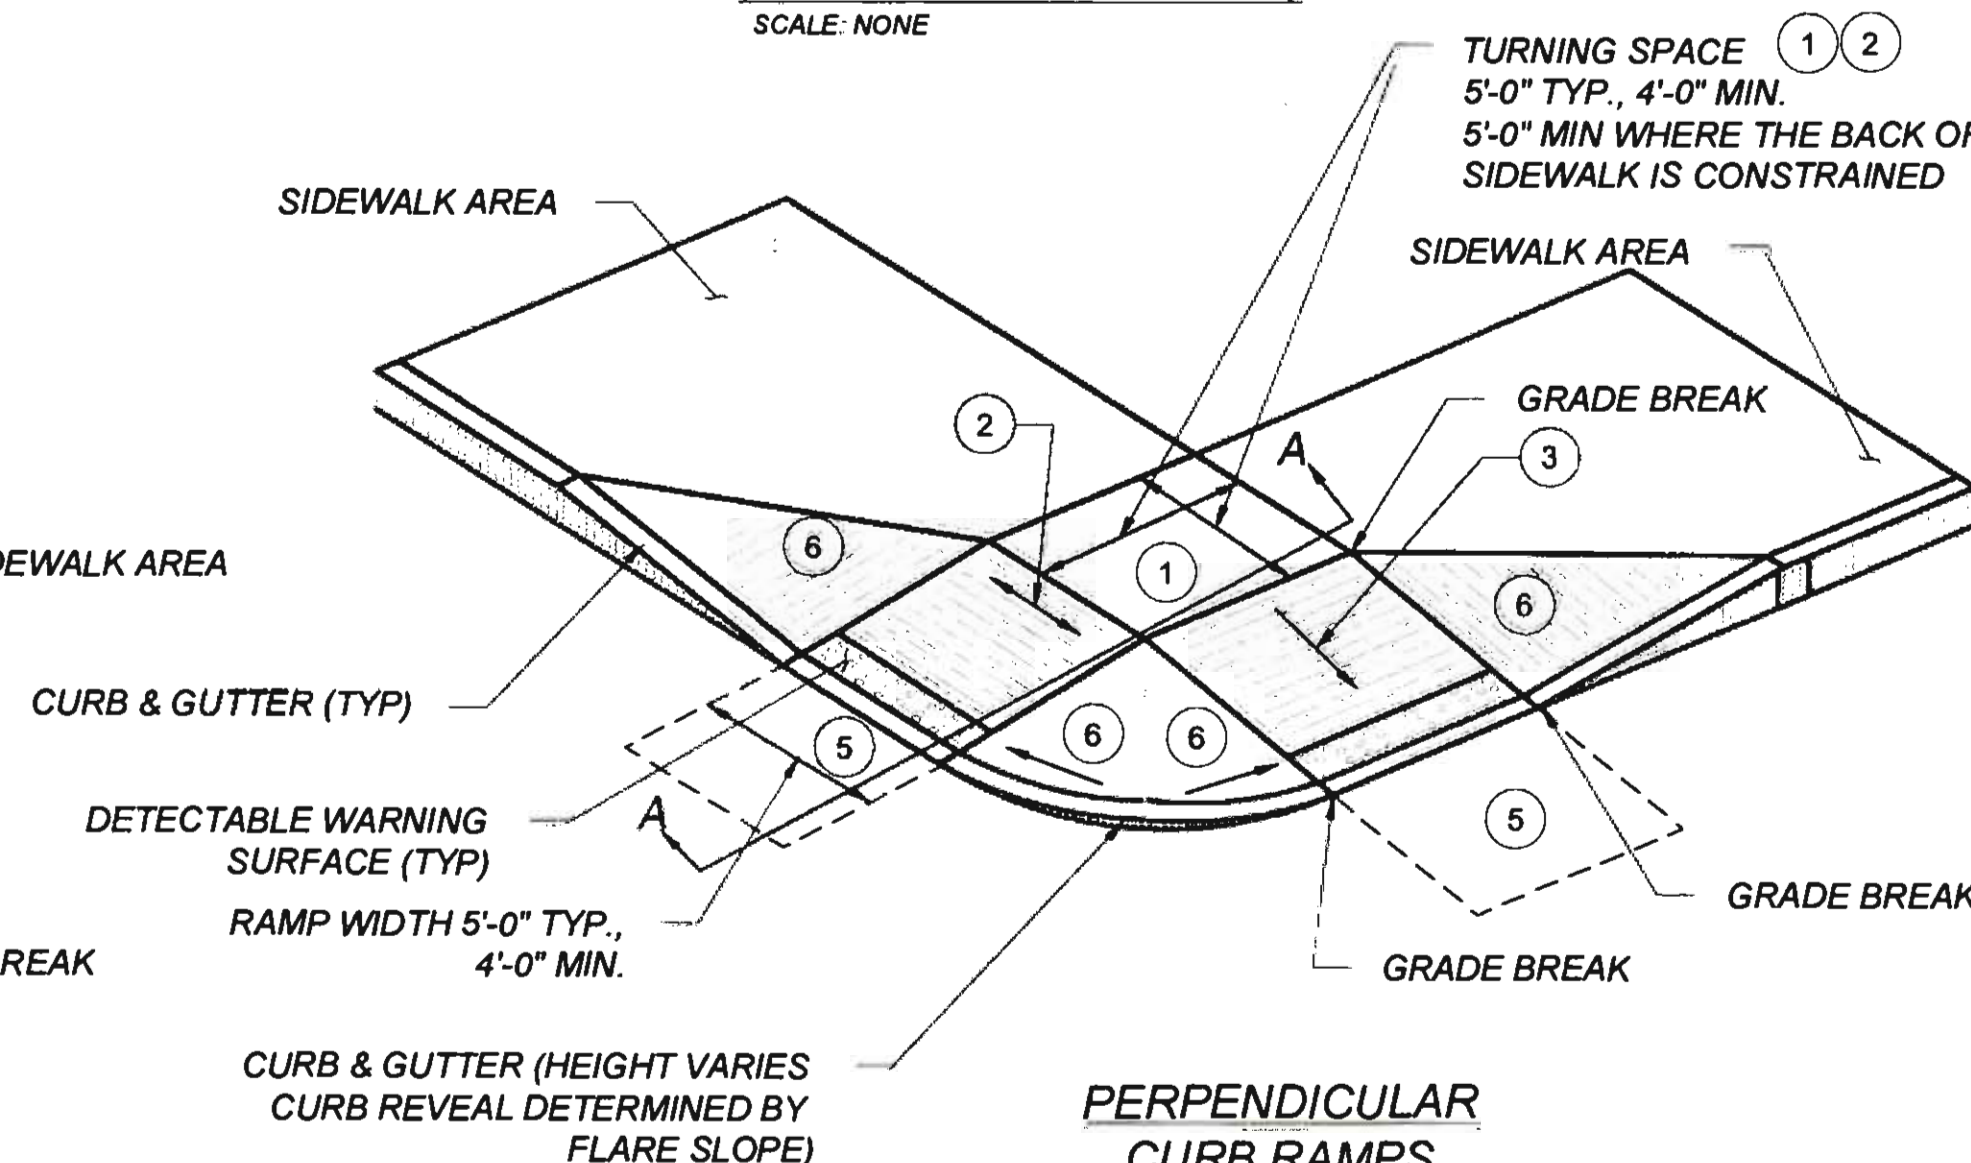 SCALE: NONE
TURNING SPACE 1 2
5'-0" TYP., 4'-0" MIN.
5'-0" MIN WHERE THE BACK OF
SIDEWALK IS CONSTRAINED
SIDEWALK AREA
SIDEWALK AREA
GRADE BREAK
2
A
3
6
1
6
DEWALK AREA
CURB & GUTTER (TYP)
6
6
5
5
A
DETECTABLE WARNING
SURFACE (TYP)
RAMP WIDTH 5'-0" TYP.,
4'-0" MIN.
GRADE BREAK
REAK
GRADE BREAK
CURB & GUTTER (HEIGHT VARIES
CURB REVEAL DETERMINED BY
FLARE SLOPE)
PERPENDICULAR
CURB RAMPS